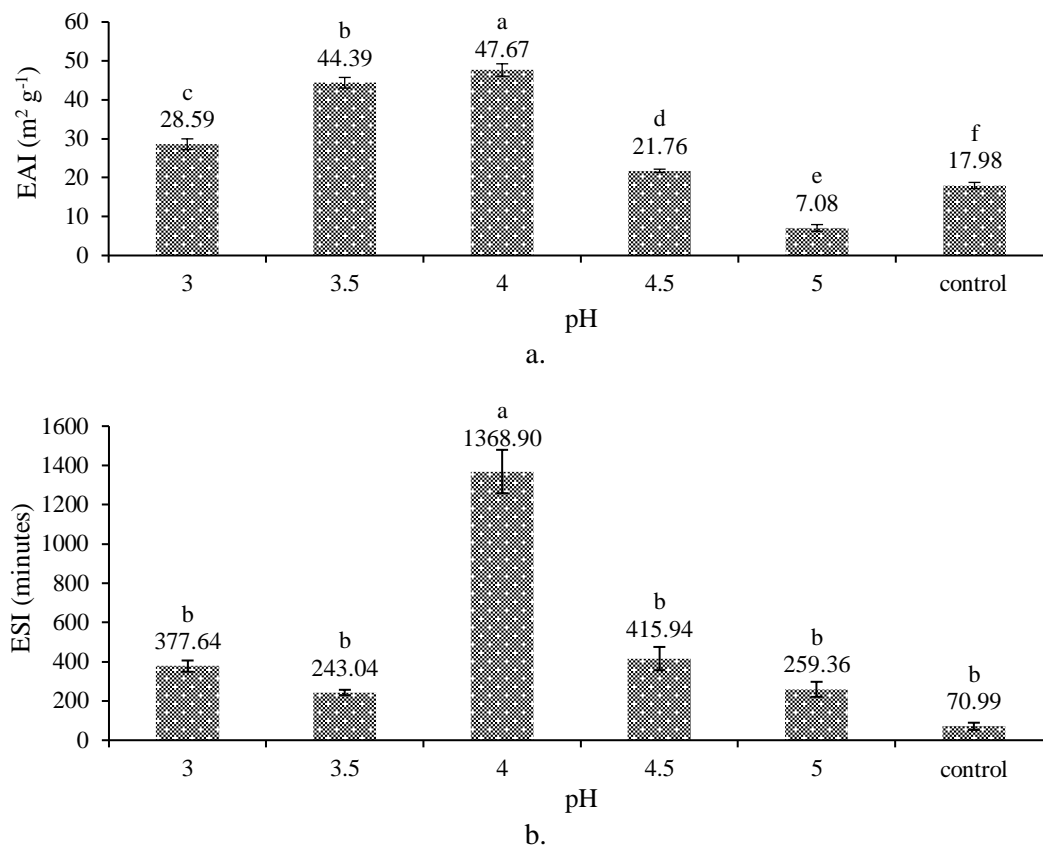 EAI (m² g⁻¹)
60
50
40
30
20
10
0
c
28.59
b
44.39
a
47.67
d
21.76
e
7.08
f
17.98
3 3.5 4 4.5 5 control
pH
a.
ESI (minutes)
1600
1400
1200
1000
800
600
400
200
0
b
377.64
b
243.04
a
1368.90
b
415.94
b
259.36
b
70.99
3 3.5 4 4.5 5 control
pH
b.